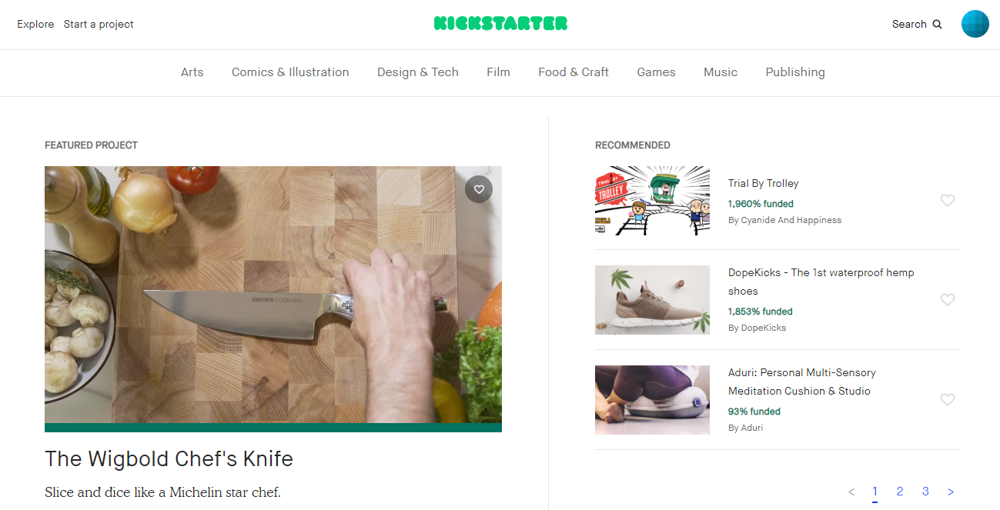 Explore Start a project
KICKSTARTER
Search
Arts Comics & Illustration Design & Tech Film Food & Craft Games Music Publishing
FEATURED PROJECT
CROWD COOKWARE
The Wigbold Chef's Knife
Slice and dice like a Michelin star chef.
RECOMMENDED
TRIAL BY
TROLLEY
Trial By Trolley
1,960% funded
By Cyanide And Happiness
DopeKicks - The 1st waterproof hemp
shoes
1,853% funded
By DopeKicks
Aduri: Personal Multi-Sensory
Meditation Cushion & Studio
93% funded
By Aduri
< 1 2 3 >